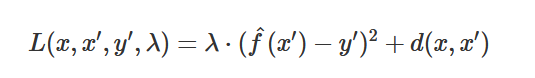 L(x, x′, y′, λ) = λ · (f̂ (x′) − y′)² + d(x, x′)